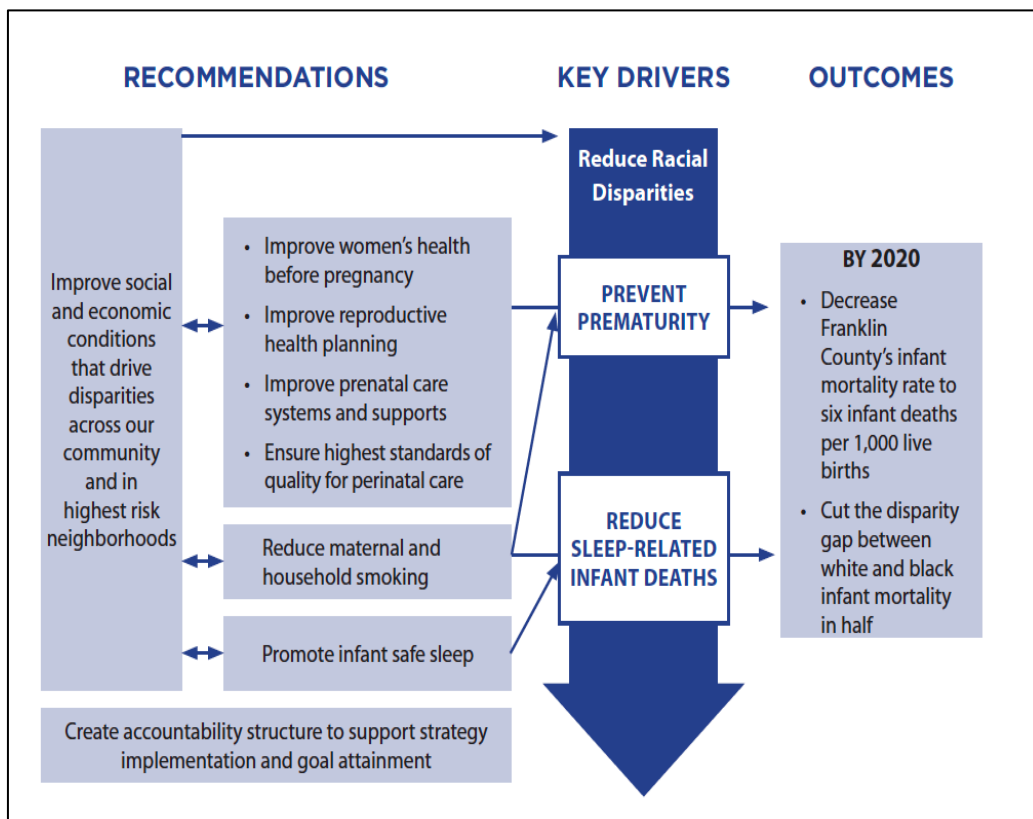 RECOMMENDATIONS
KEY DRIVERS
OUTCOMES
Improve social
and economic
conditions
that drive
disparities
across our
community
and in
highest risk
neighborhoods
• Improve women’s health
before pregnancy
• Improve reproductive
health planning
• Improve prenatal care
systems and supports
• Ensure highest standards of
quality for perinatal care
Reduce maternal and
household smoking
Promote infant safe sleep
Create accountability structure to support strategy
implementation and goal attainment
Reduce Racial
Disparities
PREVENT
PREMATURITY
REDUCE
SLEEP-RELATED
INFANT DEATHS
BY 2020
• Decrease
Franklin
County’s infant
mortality rate to
six infant deaths
per 1,000 live
births
• Cut the disparity
gap between
white and black
infant mortality
in half